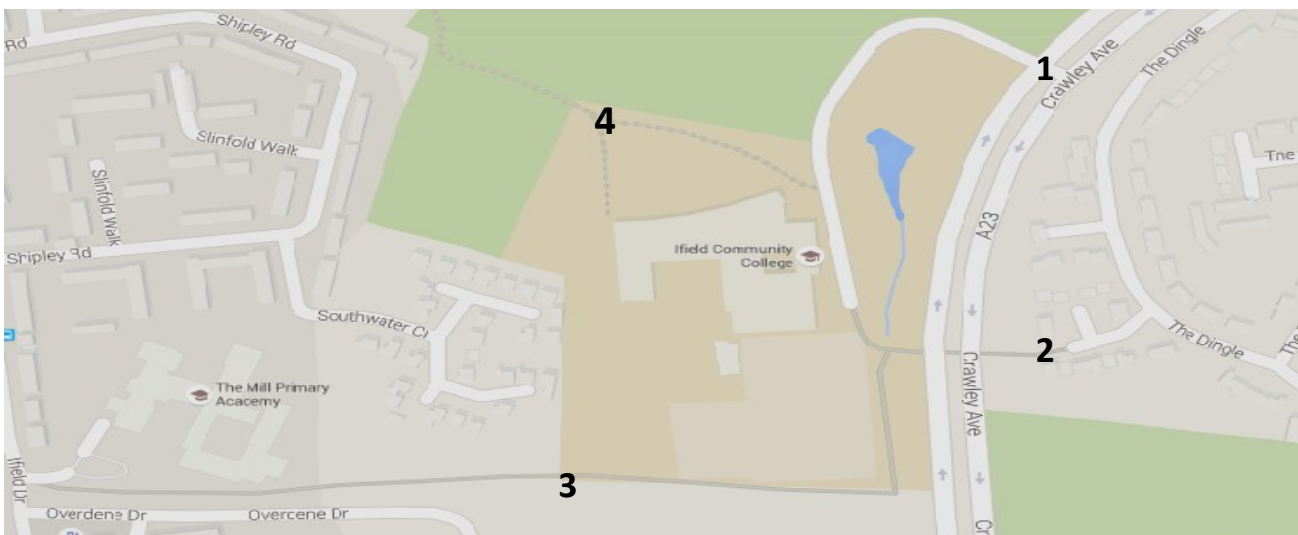 Rd
Shipley Rd
1
Crawley Ave
The Dingle
4
Slinfold Walk
The
Slinfold Walk
A23
Shipley Rd
Ifield Community
College
Southwater Cl
2
The Dingle
The
Crawley Ave
The Mill Primary
Acacemy
Ifield Dr
3
Overdene Dr
Overcene Dr
Cr